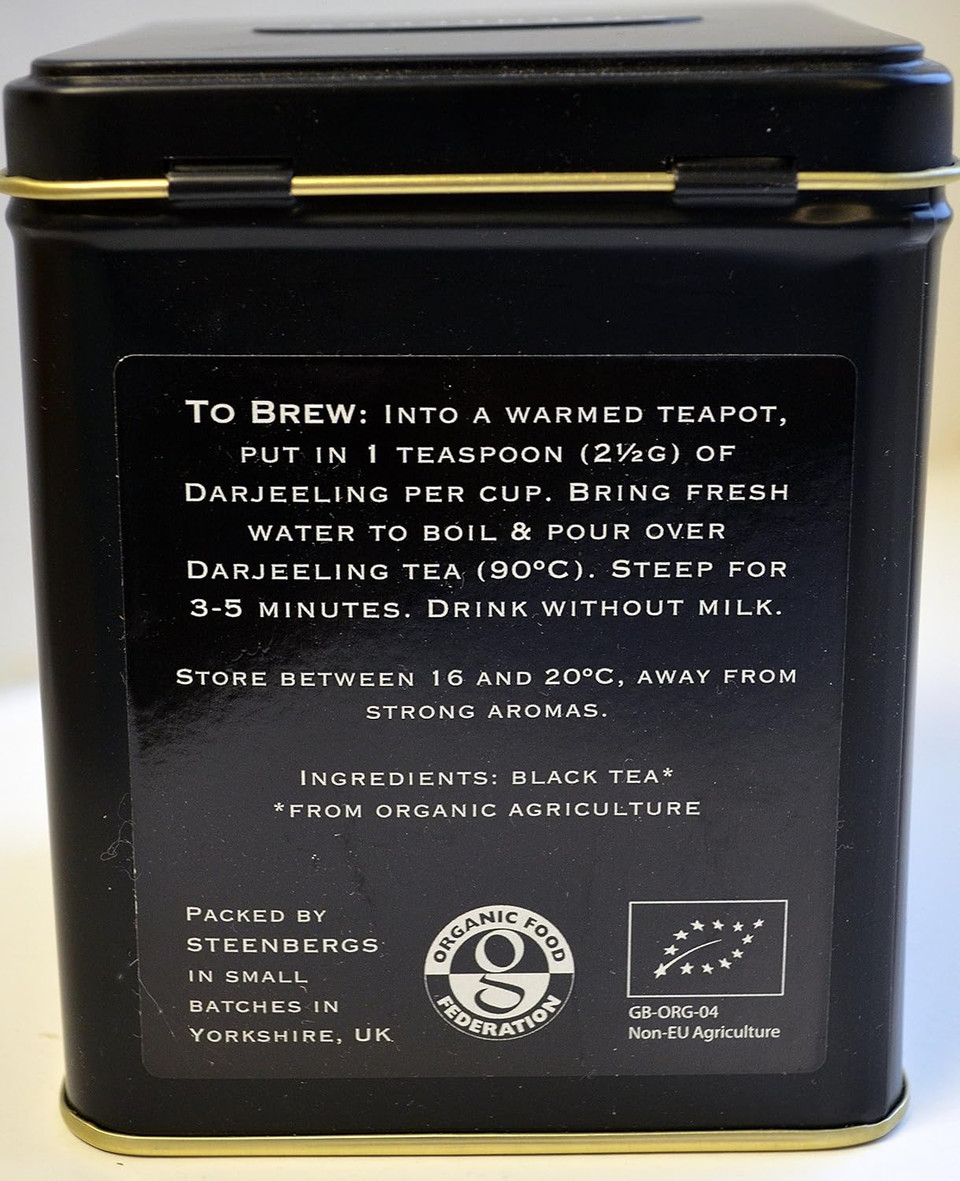 To Brew: Into a warmed teapot,
put in 1 teaspoon (2½g) of
Darjeeling per cup. Bring fresh
water to boil & pour over
Darjeeling tea (90ºC). Steep for
3-5 minutes. Drink without milk.
Store between 16 and 20ºC, away from
strong aromas.
Ingredients: black tea*
*from organic agriculture
Packed by
Steenbergs
in small
batches in
Yorkshire, UK
ORGANIC FOOD
FEDERATION
GB-ORG-04
Non-EU Agriculture